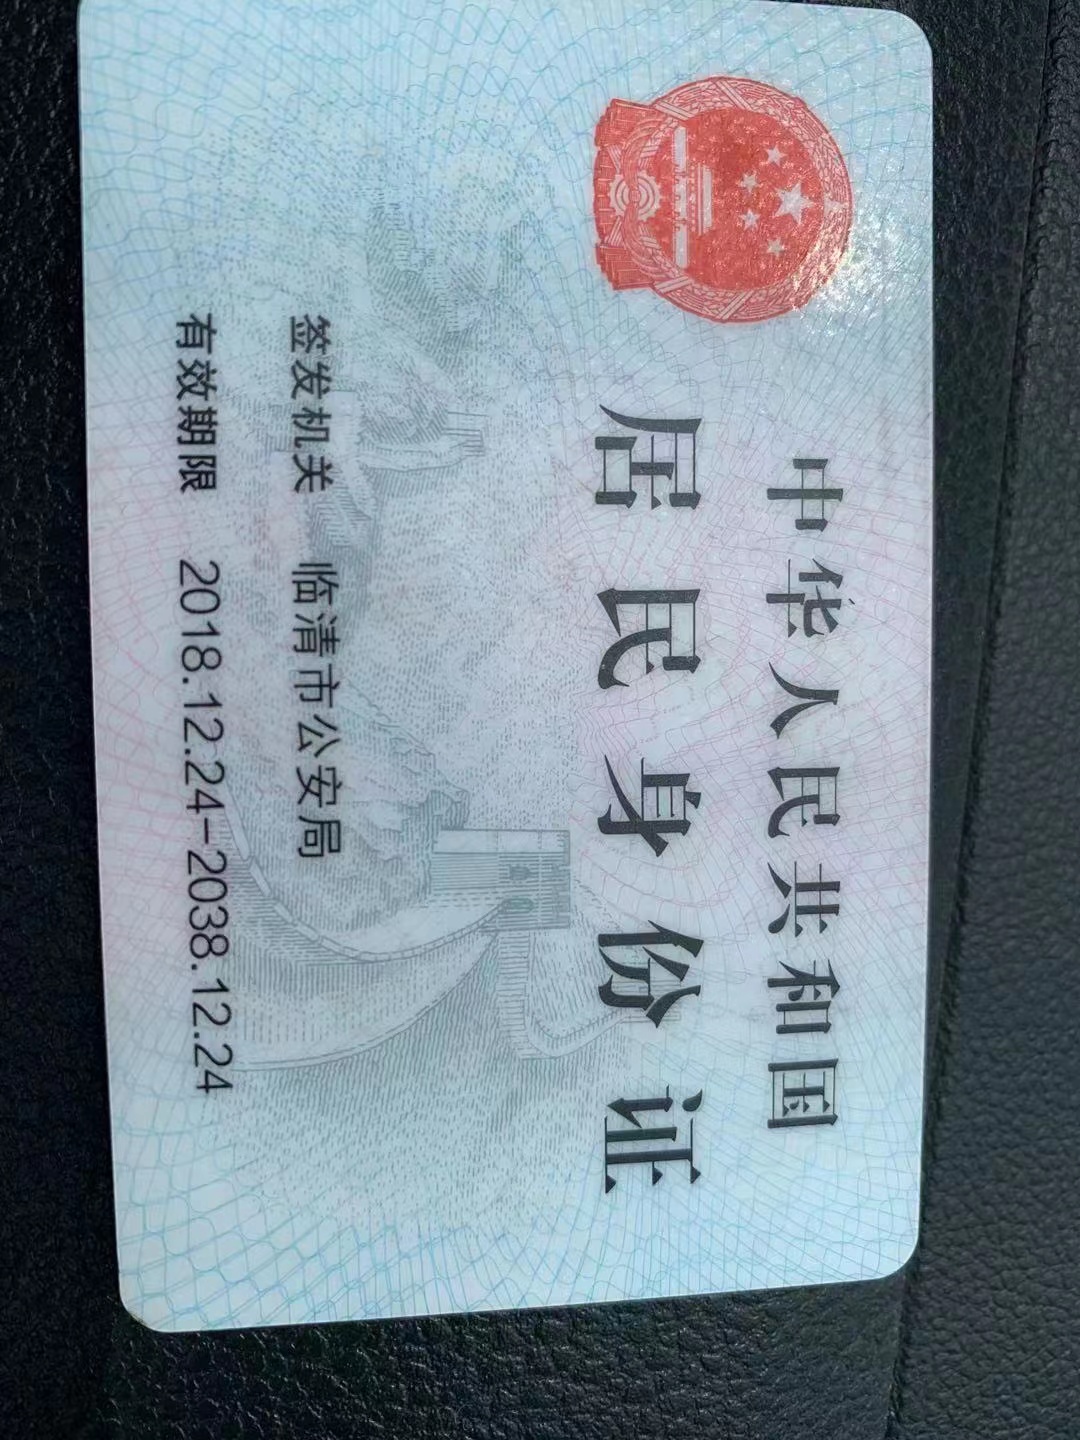 中华人民共和国
居民身份证
签发机关 临清市公安局
有效期限 2018.12.24-2038.12.24